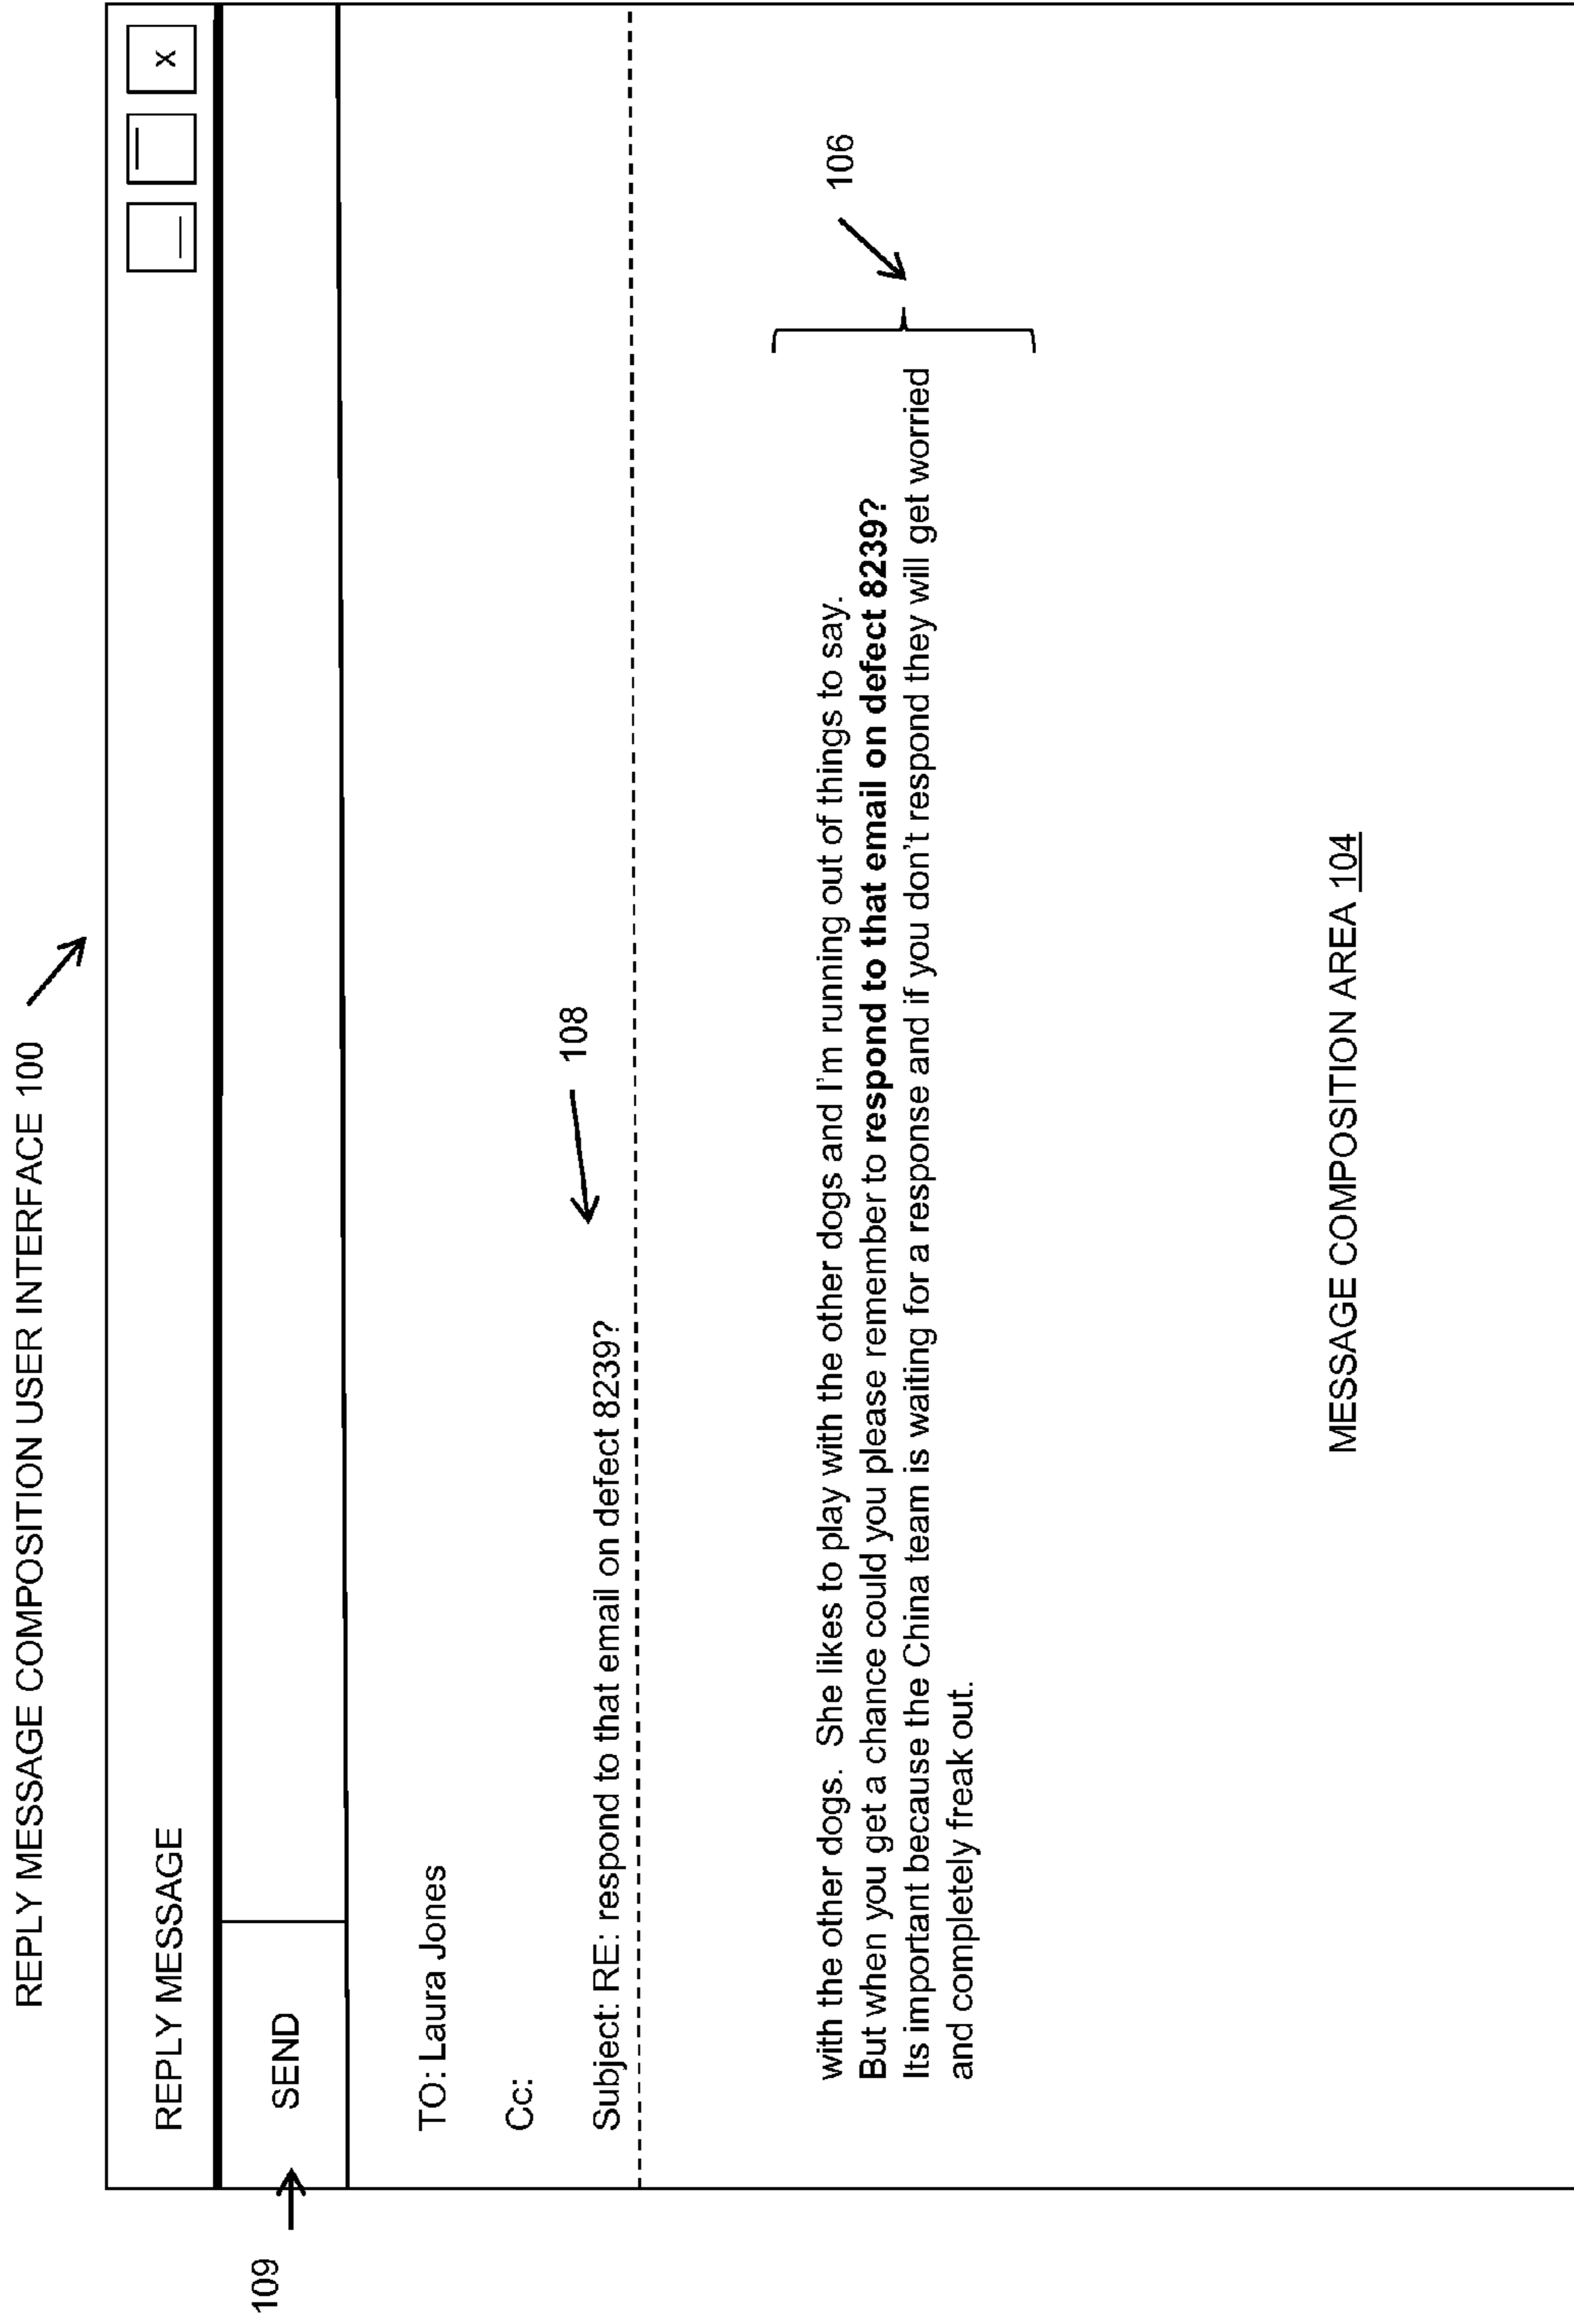 REPLY MESSAGE COMPOSITION USER INTERFACE 100
REPLY MESSAGE
X
109
SEND
TO: Laura Jones
Cc:
108
Subject: RE: respond to that email on defect 8239?
106
with the other dogs. She likes to play with the other dogs and I'm running out of things to say.
But when you get a chance could you please remember to respond to that email on defect 8239?
Its important because the China team is waiting for a response and if you don't respond they will get worried
and completely freak out.
MESSAGE COMPOSITION AREA 104